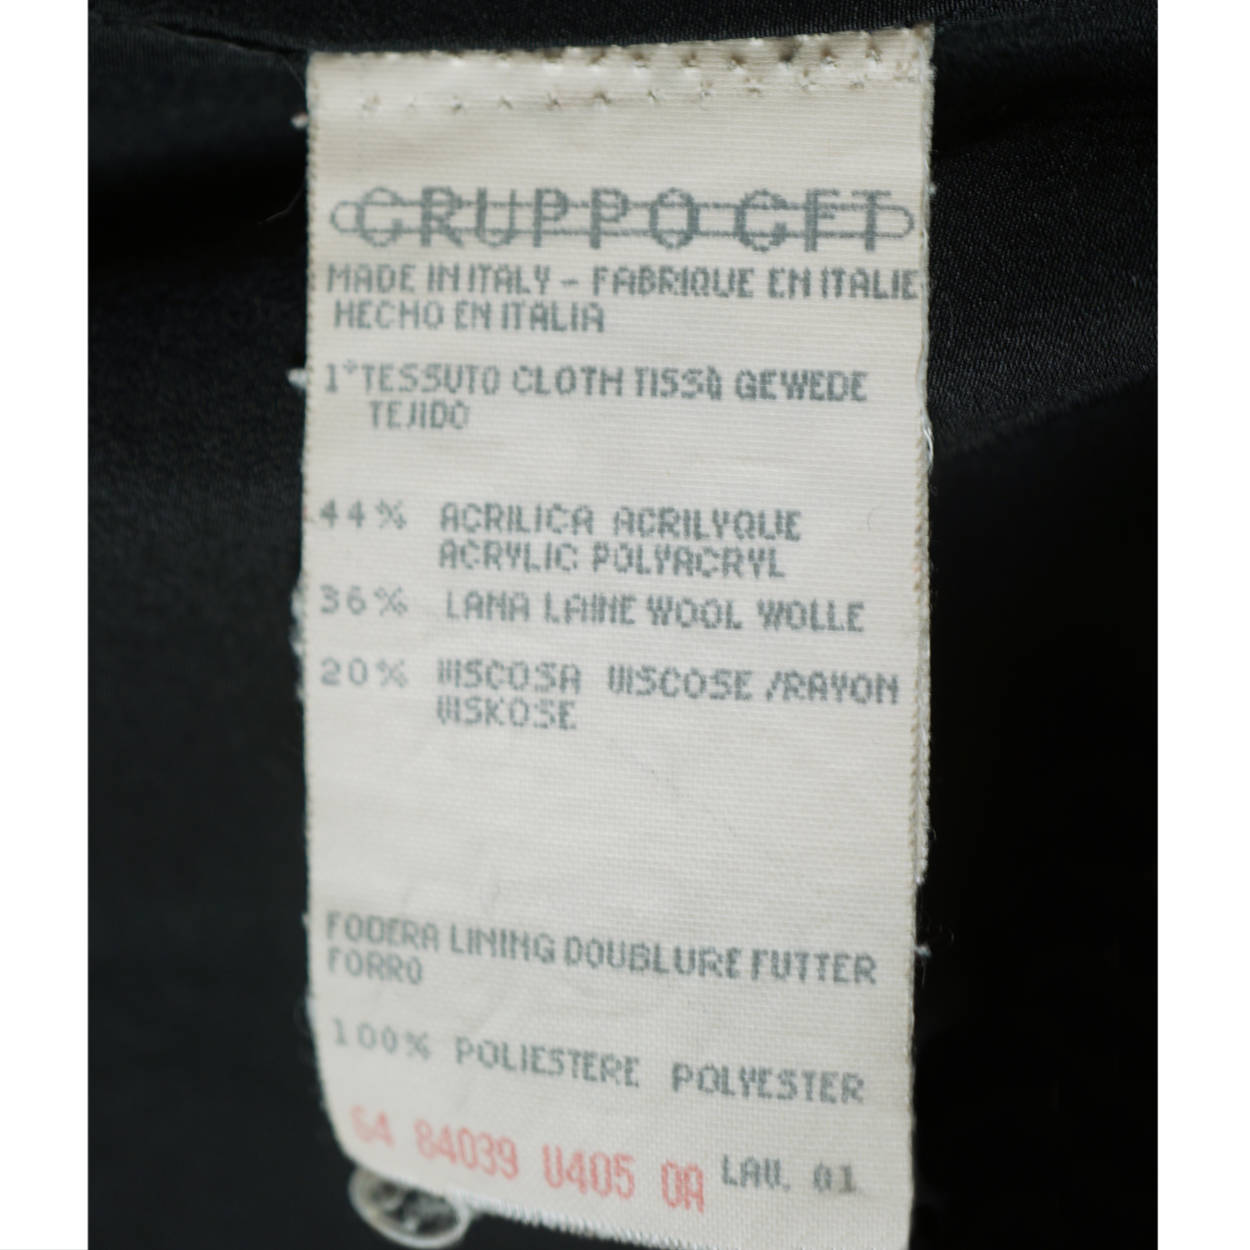 GRUPPO GFT
MADE IN ITALY - FABRIQUE EN ITALIE
HECHO EN ITALIA
1°TESSUTO CLOTH TISSÙ GEWEDE
TEJIDO
44% ACRILICA ACRILYQUE
ACRYLIC POLYACRYL
36% LANA LAINE WOOL WOLLE
20% VISCOSA VISCOSE /RAYON
VISKOSE
FODERA LINING DOUBLURE FUTTER
FORRO
100% POLIESTERE POLYESTER
64 84039 U405 0A LAV. 01